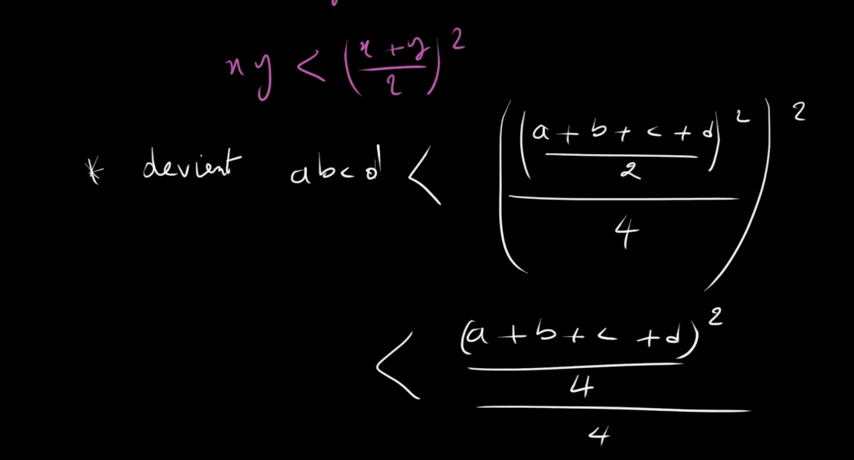 xy < ((x+y)/2)^2
* devient abcd < (((a+b+c+d)/2)^2/4)^2
< ((a+b+c+d)^2/4)/4